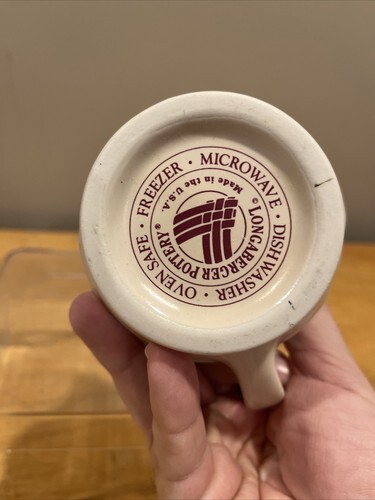 OVEN SAFE · FREEZER · MICROWAVE · DISHWASHER ·
© LONGABERGER POTTERY®
Made in the U.S.A.